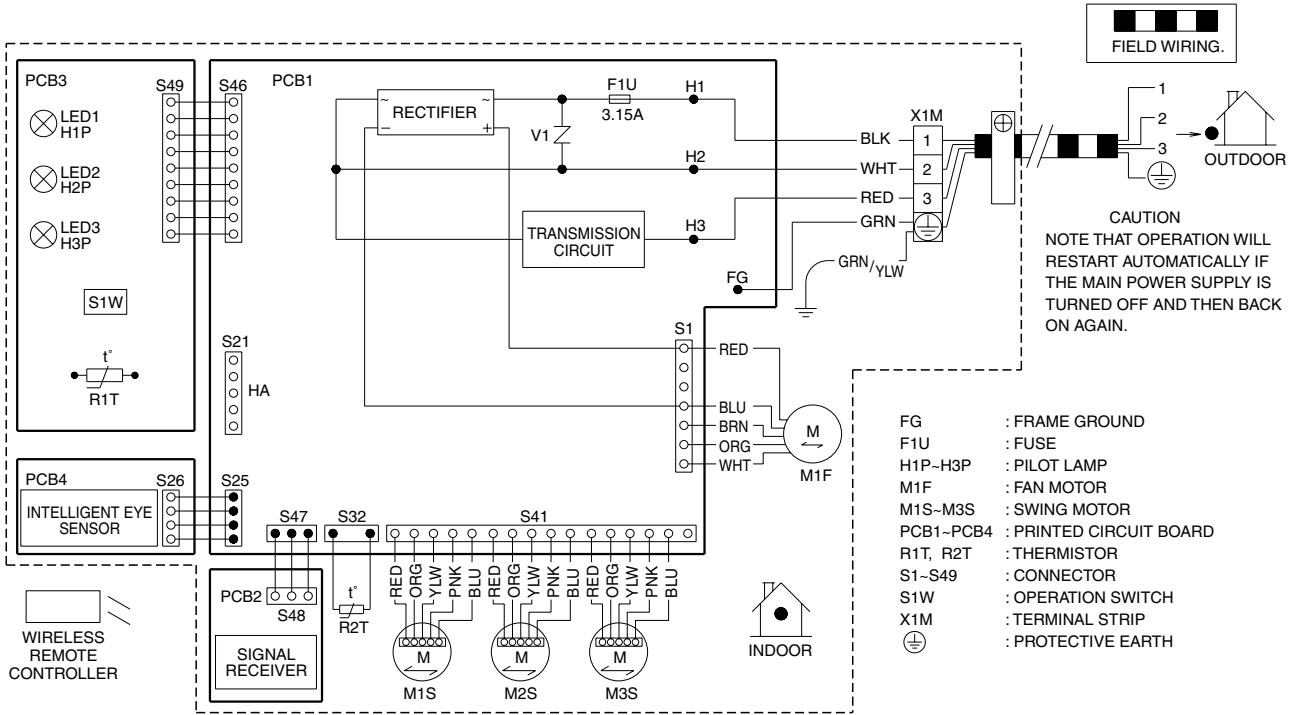 FIELD WIRING.
PCB3
S49
S46
PCB1
LED1
H1P
LED2
H2P
LED3
H3P
S1W
t°
R1T
S21
HA
RECTIFIER
~
~
−
+
V1
F1U
3.15A
H1
H2
H3
TRANSMISSION
CIRCUIT
FG
X1M
BLK
1
WHT
2
RED
3
GRN
GRN/YLW
1
2
3
OUTDOOR
CAUTION
NOTE THAT OPERATION WILL
RESTART AUTOMATICALLY IF
THE MAIN POWER SUPPLY IS
TURNED OFF AND THEN BACK
ON AGAIN.
S1
RED
BLU
BRN
ORG
WHT
M
M1F
PCB4
S26
S25
INTELLIGENT EYE
SENSOR
S47
S32
S41
PCB2
S48
SIGNAL
RECEIVER
t°
R2T
RED
ORG
YLW
PNK
BLU
RED
ORG
YLW
PNK
BLU
RED
ORG
YLW
PNK
BLU
M
M1S
M
M2S
M
M3S
INDOOR
WIRELESS
REMOTE
CONTROLLER
FG : FRAME GROUND
F1U : FUSE
H1P~H3P : PILOT LAMP
M1F : FAN MOTOR
M1S~M3S : SWING MOTOR
PCB1~PCB4 : PRINTED CIRCUIT BOARD
R1T, R2T : THERMISTOR
S1~S49 : CONNECTOR
S1W : OPERATION SWITCH
X1M : TERMINAL STRIP
: PROTECTIVE EARTH